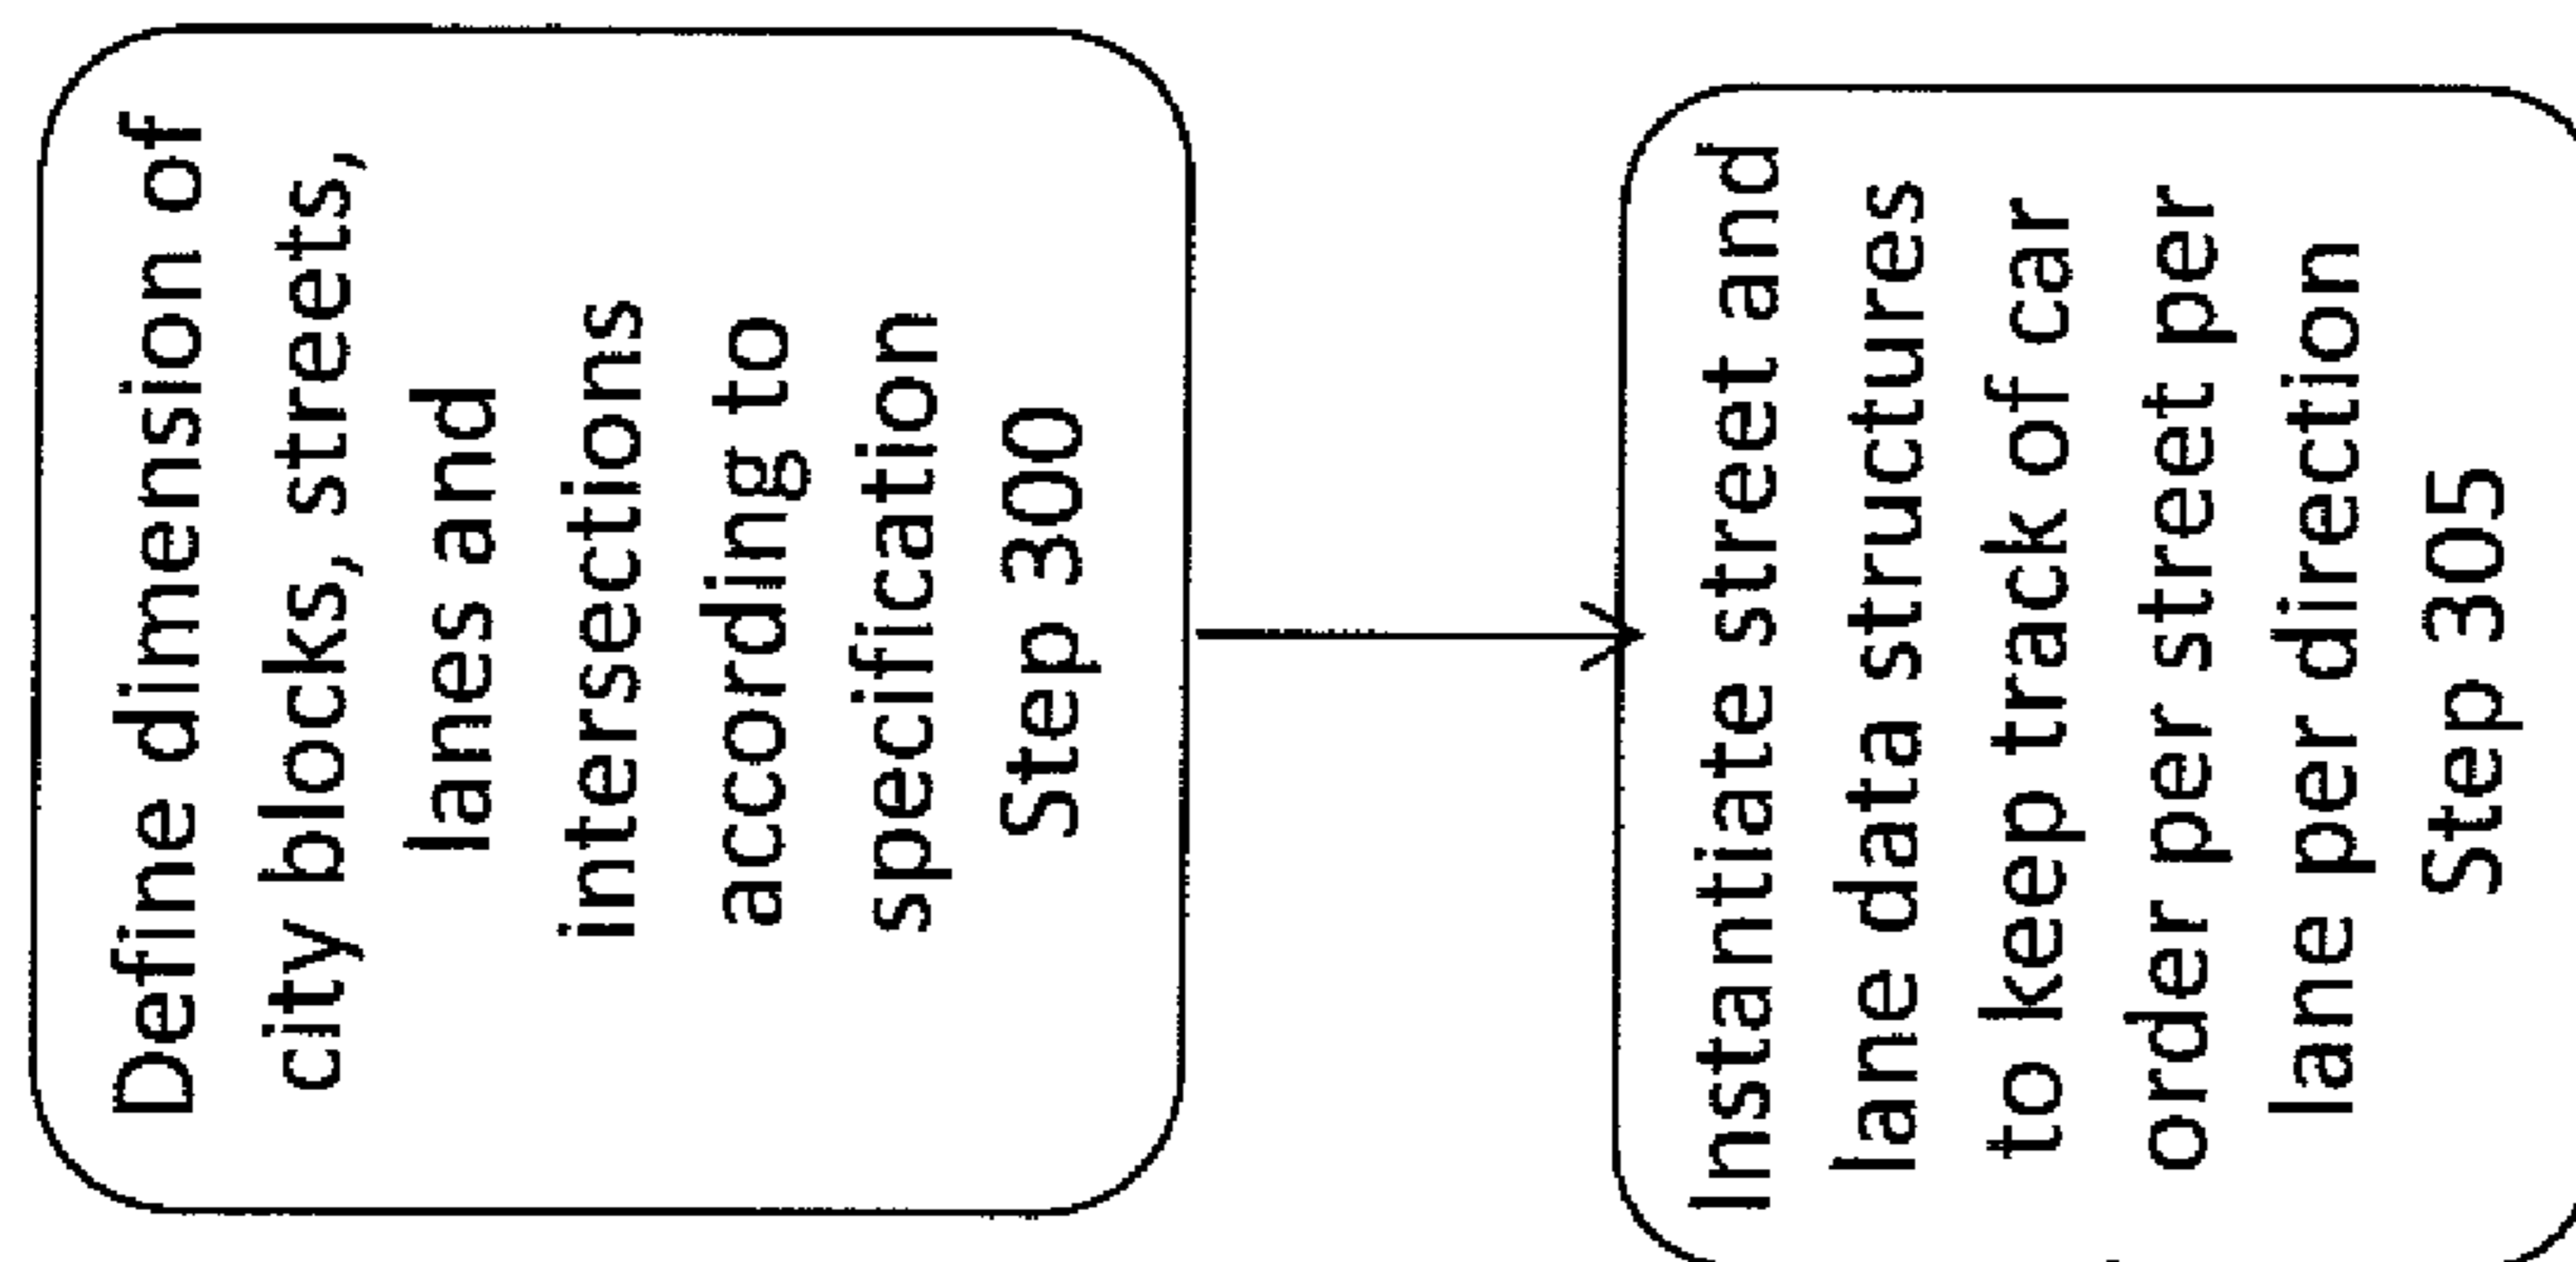 Define dimension of
city blocks, streets,
lanes and
intersections
according to
specification
Step 300
Instantiate street and
lane data structures
to keep track of car
order per street per
lane per direction
Step 305